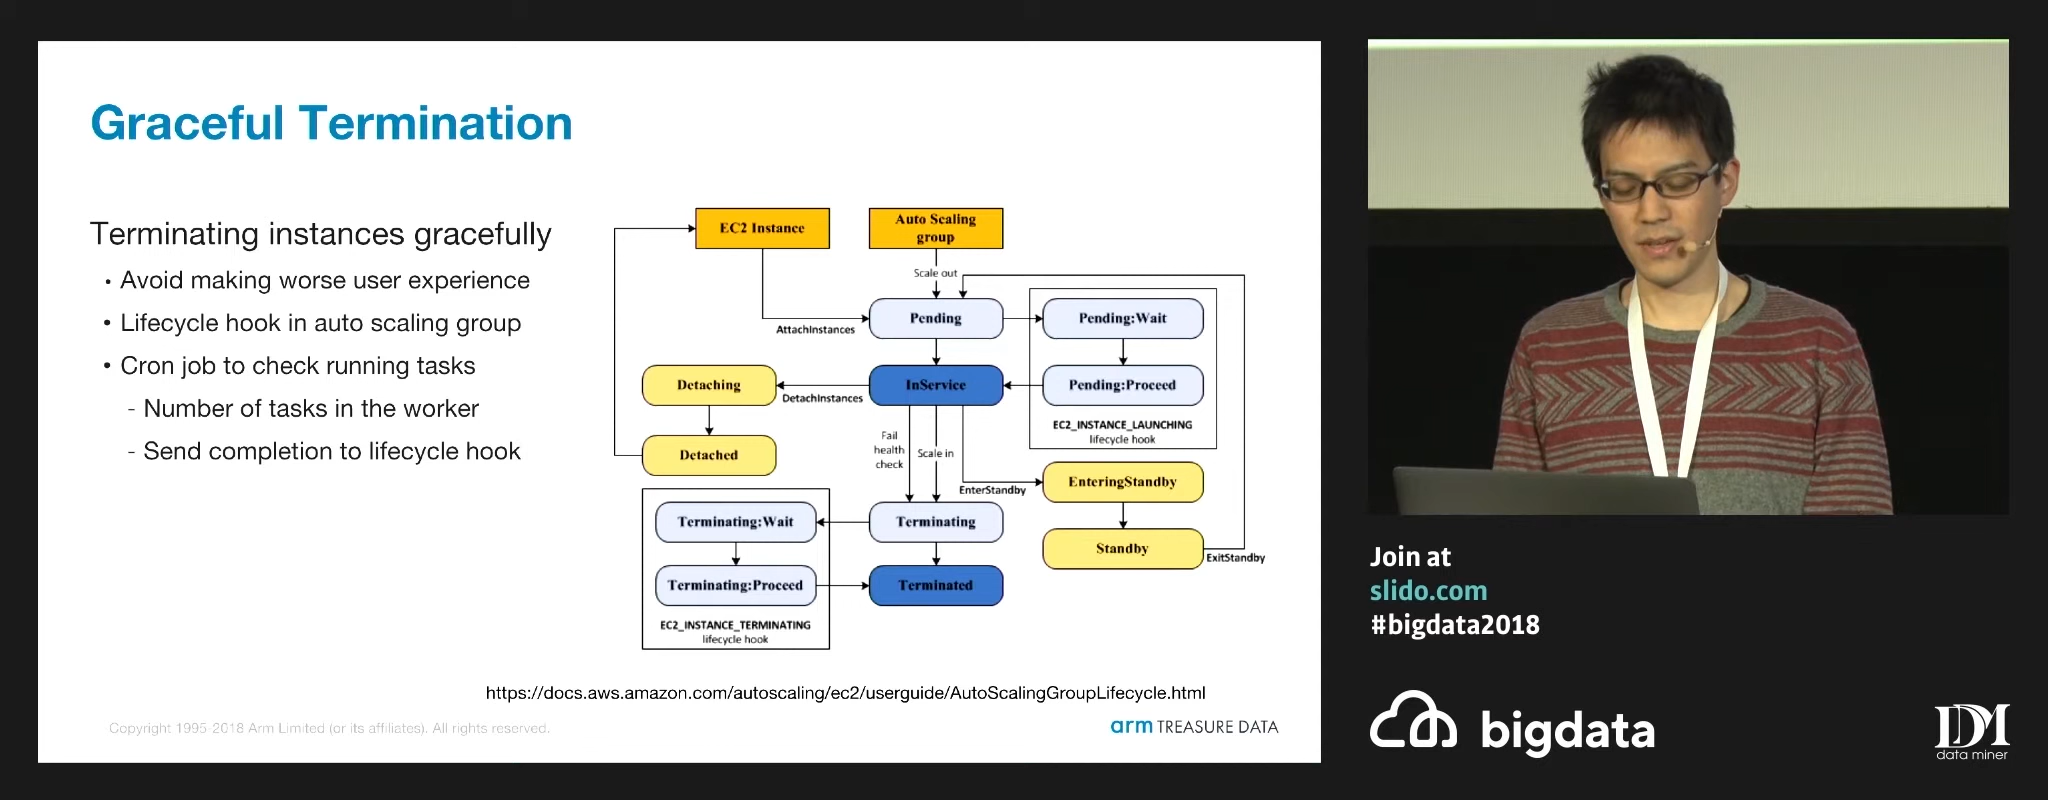 Graceful Termination
Terminating instances gracefully
• Avoid making worse user experience
• Lifecycle hook in auto scaling group
• Cron job to check running tasks
- Number of tasks in the worker
- Send completion to lifecycle hook
EC2 Instance
Auto Scaling
group
Scale out
AttachInstances
Pending
Pending:Wait
Detaching
DetachInstances
InService
Pending:Proceed
EC2_INSTANCE_LAUNCHING
lifecycle hook
Detached
Fail
health
check
Scale in
EnterStandby
EnteringStandby
Terminating:Wait
Terminating
Standby
ExitStandby
Terminating:Proceed
Terminated
EC2_INSTANCE_TERMINATING
lifecycle hook
https://docs.aws.amazon.com/autoscaling/ec2/userguide/AutoScalingGroupLifecycle.html
Copyright 1995-2018 Arm Limited (or its affiliates). All rights reserved.
arm TREASURE DATA
Join at
slido.com
#bigdata2018
bigdata
DM
data miner